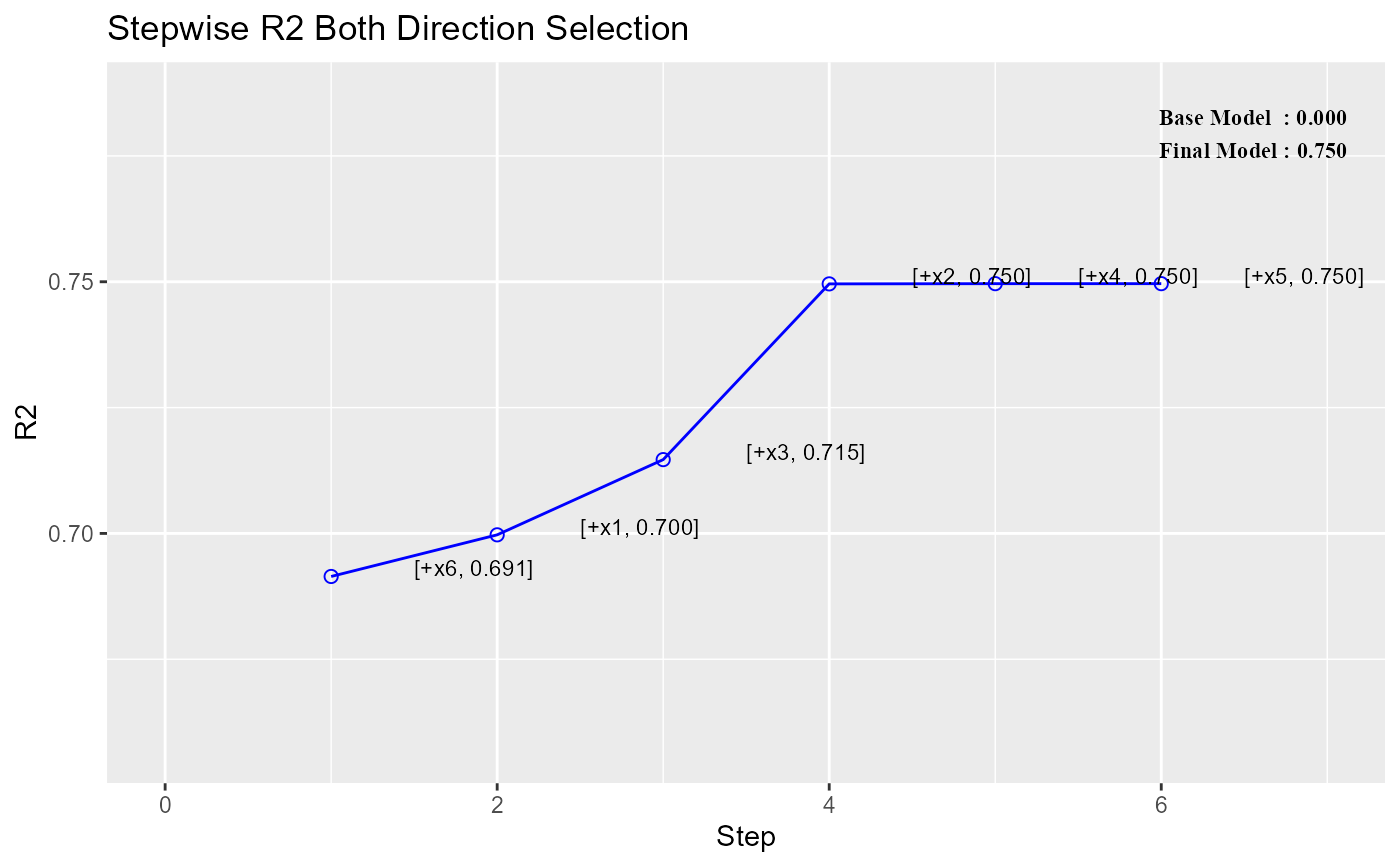 Stepwise R2 Both Direction Selection
Base Model : 0.000
Final Model : 0.750
0.75
[+x2, 0.750]
[+x4, 0.750]
[+x5, 0.750]
R2
[+x3, 0.715]
0.70
[+x1, 0.700]
[+x6, 0.691]
0
2
4
6
Step